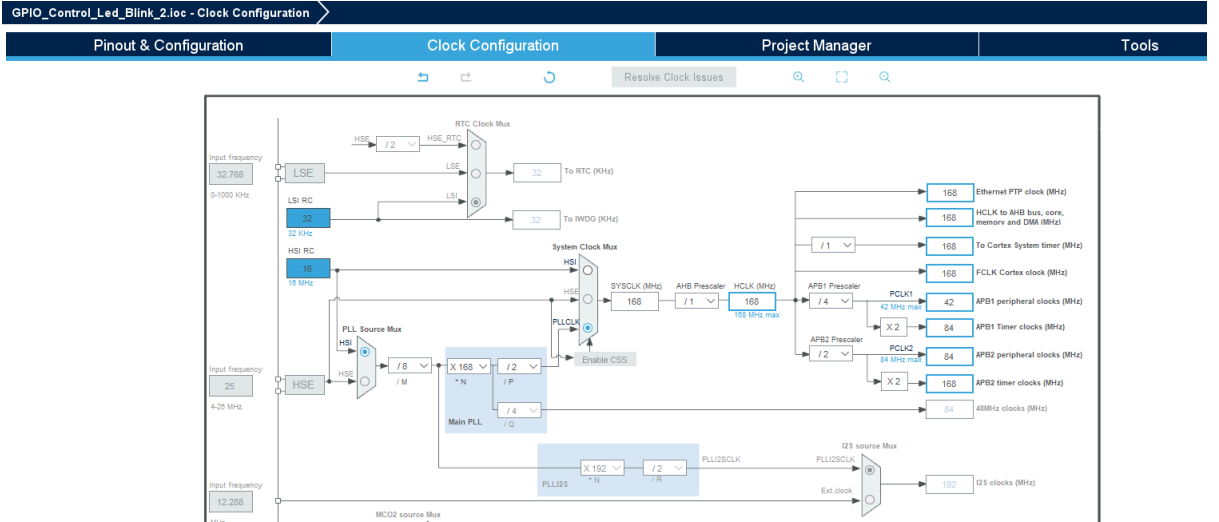 GPIO_Control_Led_Blink_2.ioc - Clock Configuration
Pinout & Configuration
Clock Configuration
Project Manager
Tools
Resolve Clock Issues
RTC Clock Mux
HSE
/ 2
HSE_RTC
Input frequency
32.768
0-1000 KHz
LSE
LSE
32
To RTC (KHz)
LSI RC
32
32 KHz
LSI
32
To IWDG (KHz)
HSI RC
16
16 MHz
System Clock Mux
HSI
HSE
PLLCLK
SYSCLK (MHz)
168
AHB Prescaler
/ 1
HCLK (MHz)
168
168 MHz max
168
Ethernet PTP clock (MHz)
168
HCLK to AHB bus, core,
memory and DMA (MHz)
/ 1
168
To Cortex System timer (MHz)
168
FCLK Cortex clock (MHz)
APB1 Prescaler
/ 4
PCLK1
42 MHz max
42
APB1 peripheral clocks (MHz)
X 2
84
APB1 Timer clocks (MHz)
APB2 Prescaler
/ 2
PCLK2
84 MHz max
84
APB2 peripheral clocks (MHz)
X 2
168
APB2 timer clocks (MHz)
Enable CSS
PLL Source Mux
HSI
HSE
Input frequency
25
4-26 MHz
HSE
/ 8
/ M
X 168
* N
/ 2
/ P
/ 4
/ Q
Main PLL
84
48MHz clocks (MHz)
PLLI2S
X 192
* N
/ 2
/ R
PLLI2SCLK
I2S source Mux
PLLI2SCLK
Ext.clock
192
I2S clocks (MHz)
Input frequency
12.288
MHz
MCO2 source Mux